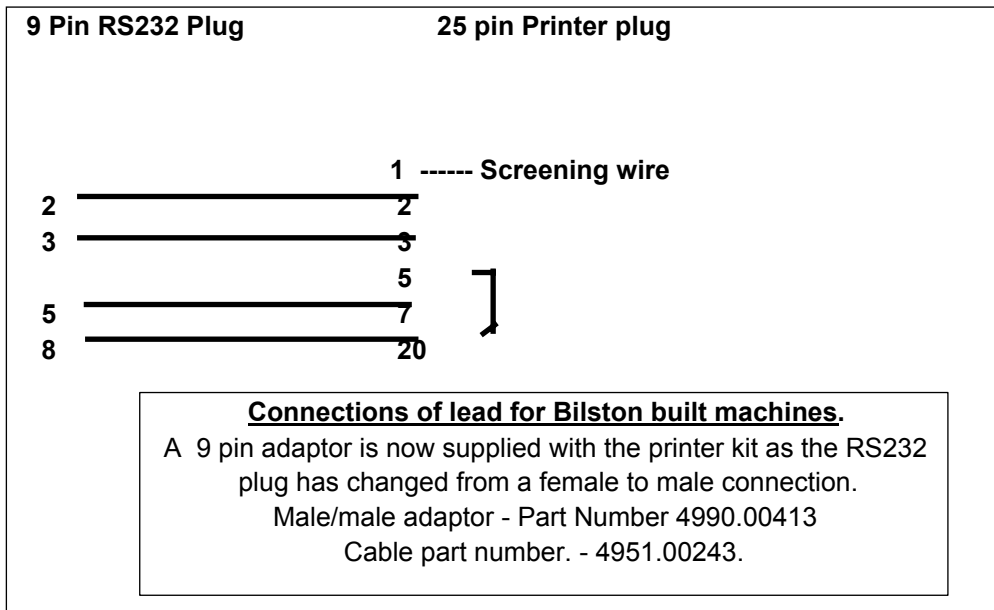 9 Pin RS232 Plug 25 pin Printer plug
1 ------ Screening wire
2 2
3 3
5
5 7
8 20
Connections of lead for Bilston built machines.
A 9 pin adaptor is now supplied with the printer kit as the RS232
plug has changed from a female to male connection.
Male/male adaptor - Part Number 4990.00413
Cable part number. - 4951.00243.